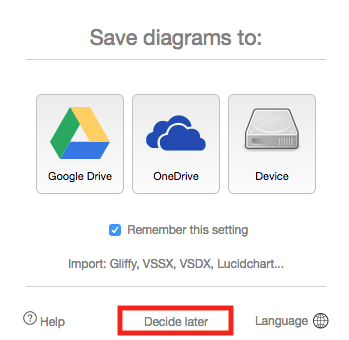 Save diagrams to:
Google Drive
OneDrive
Device
Remember this setting
Import: Gliffy, VSSX, VSDX, Lucidchart...
Help
Decide later
Language